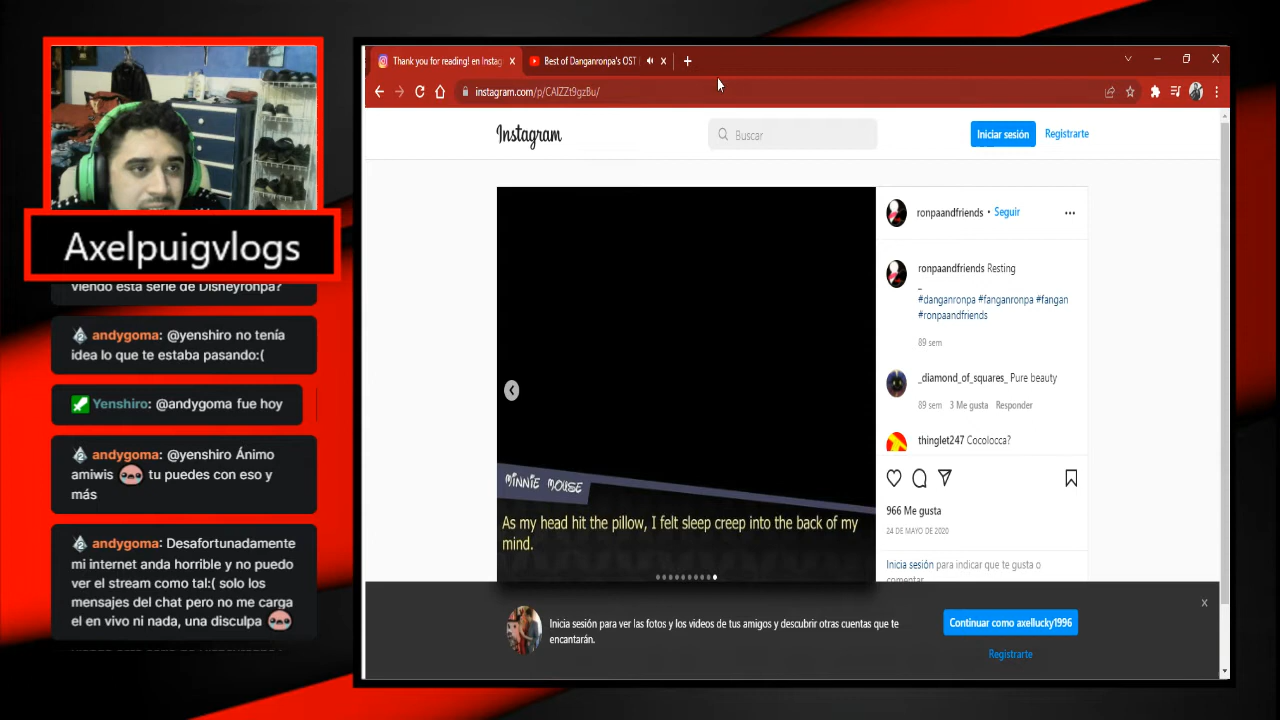 Axelpuigvlogs
viendo esta serie de Disneyronpa?
andygoma: @yenshiro no tenía
idea lo que te estaba pasando:(
Yenshiro: @andygoma fue hoy
andygoma: @yenshiro Ánimo
amiwis tu puedes con eso y
más
andygoma: Desafortunadamente
mi internet anda horrible y no puedo
ver el stream como tal:( solo los
mensajes del chat pero no me carga
el en vivo ni nada, una disculpa
Thank you for reading! en Instag
Best of Danganronpa's OST
instagram.com/p/CAlZZt9gzBu/
Instagram
Buscar
Iniciar sesión
Registrarte
MINNIE MOUSE
As my head hit the pillow, I felt sleep creep into the back of my
mind.
ronpaandfriends • Seguir
ronpaandfriends Resting
_
#danganronpa #fanganronpa #fangan
#ronpaandfriends
89 sem
_diamond_of_squares_ Pure beauty
89 sem 3 Me gusta Responder
thinglet247 Cocolocca?
966 Me gusta
24 DE MAYO DE 2020
Inicia sesión para indicar que te gusta o
comentar.
Inicia sesión para ver las fotos y los videos de tus amigos y descubrir otras cuentas que te
encantarán.
Continuar como axellucky1996
Registrarte